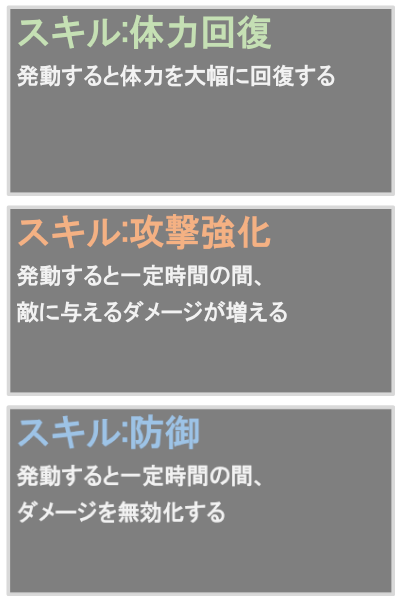 スキル:体力回復
発動すると体力を大幅に回復する
スキル:攻撃強化
発動すると一定時間の間、
敵に与えるダメージが増える
スキル:防御
発動すると一定時間の間、
ダメージを無効化する